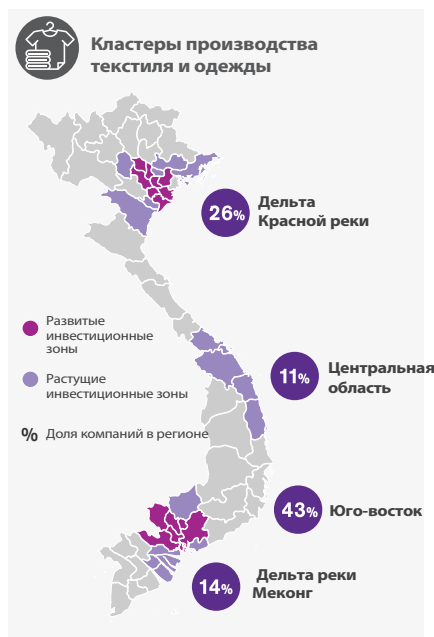 Кластеры производства
текстиля и одежды
26%
Дельта
Красной реки
Развитые
инвестиционные
зоны
Растущие
инвестиционные зоны
% Доля компаний в регионе
11%
Центральная
область
43%
Юго-восток
14%
Дельта реки
Меконг